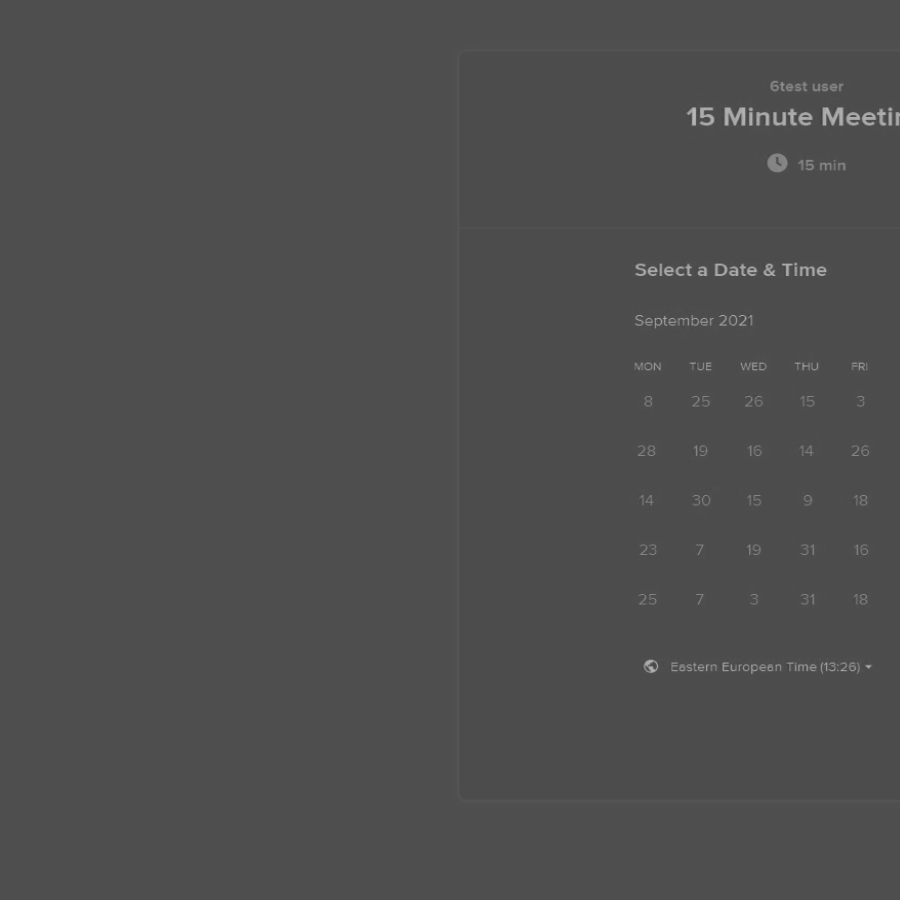 6test user
15 Minute Meetin
15 min
Select a Date & Time
September 2021
MON TUE WED THU FRI
8 25 26 15 3
28 19 16 14 26
14 30 15 9 18
23 7 19 31 16
25 7 3 31 18
Eastern European Time (13:26)